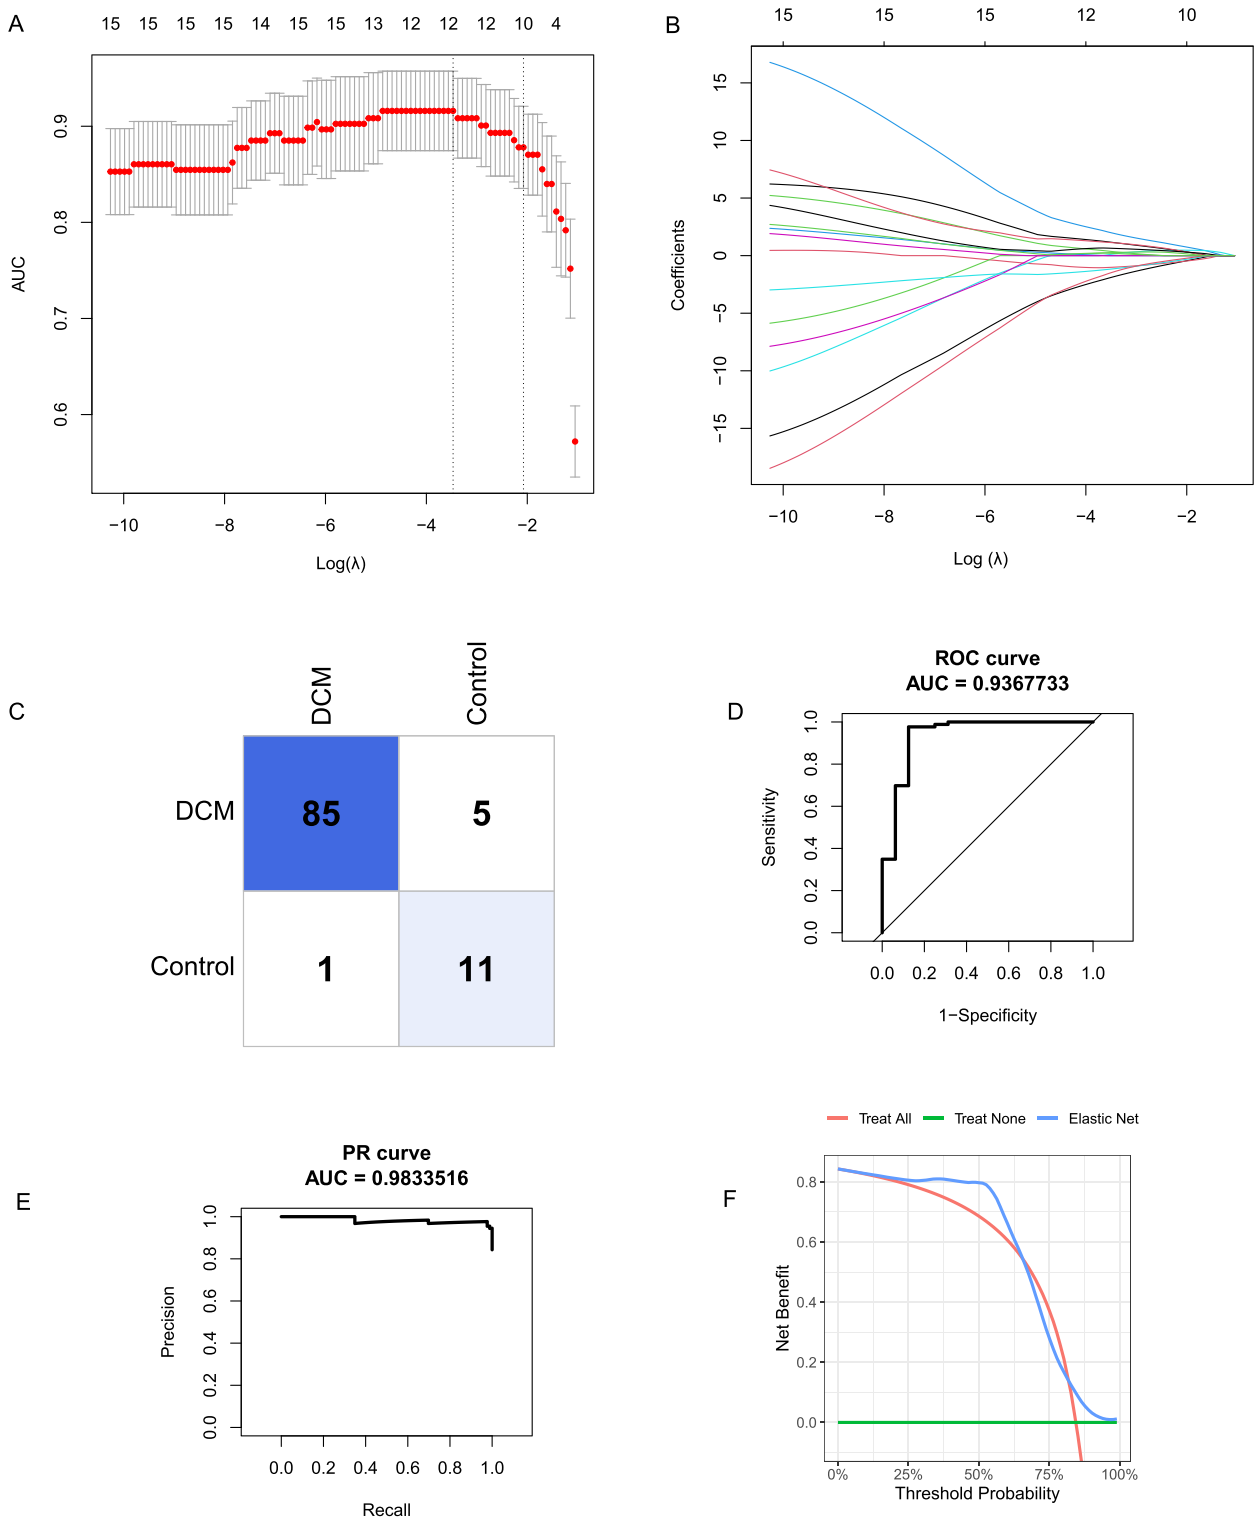 A
15 15 15 15 14 15 15 13 12 12 12 10 4
AUC
0.9
0.8
0.7
0.6
−10 −8 −6 −4 −2
Log(λ)
B
15 15 15 12 10
Coefficients
15
10
5
0
−5
−10
−15
−10 −8 −6 −4 −2
Log (λ)
C
DCM Control
DCM 85 5
Control 1 11
D
ROC curve
AUC = 0.9367733
Sensitivity
1.0
0.8
0.6
0.4
0.2
0.0
0.0 0.2 0.4 0.6 0.8 1.0
1−Specificity
E
PR curve
AUC = 0.9833516
Precision
1.0
0.8
0.6
0.4
0.2
0.0
0.0 0.2 0.4 0.6 0.8 1.0
Recall
F
Treat All Treat None Elastic Net
Net Benefit
0.8
0.6
0.4
0.2
0.0
0% 25% 50% 75% 100%
Threshold Probability